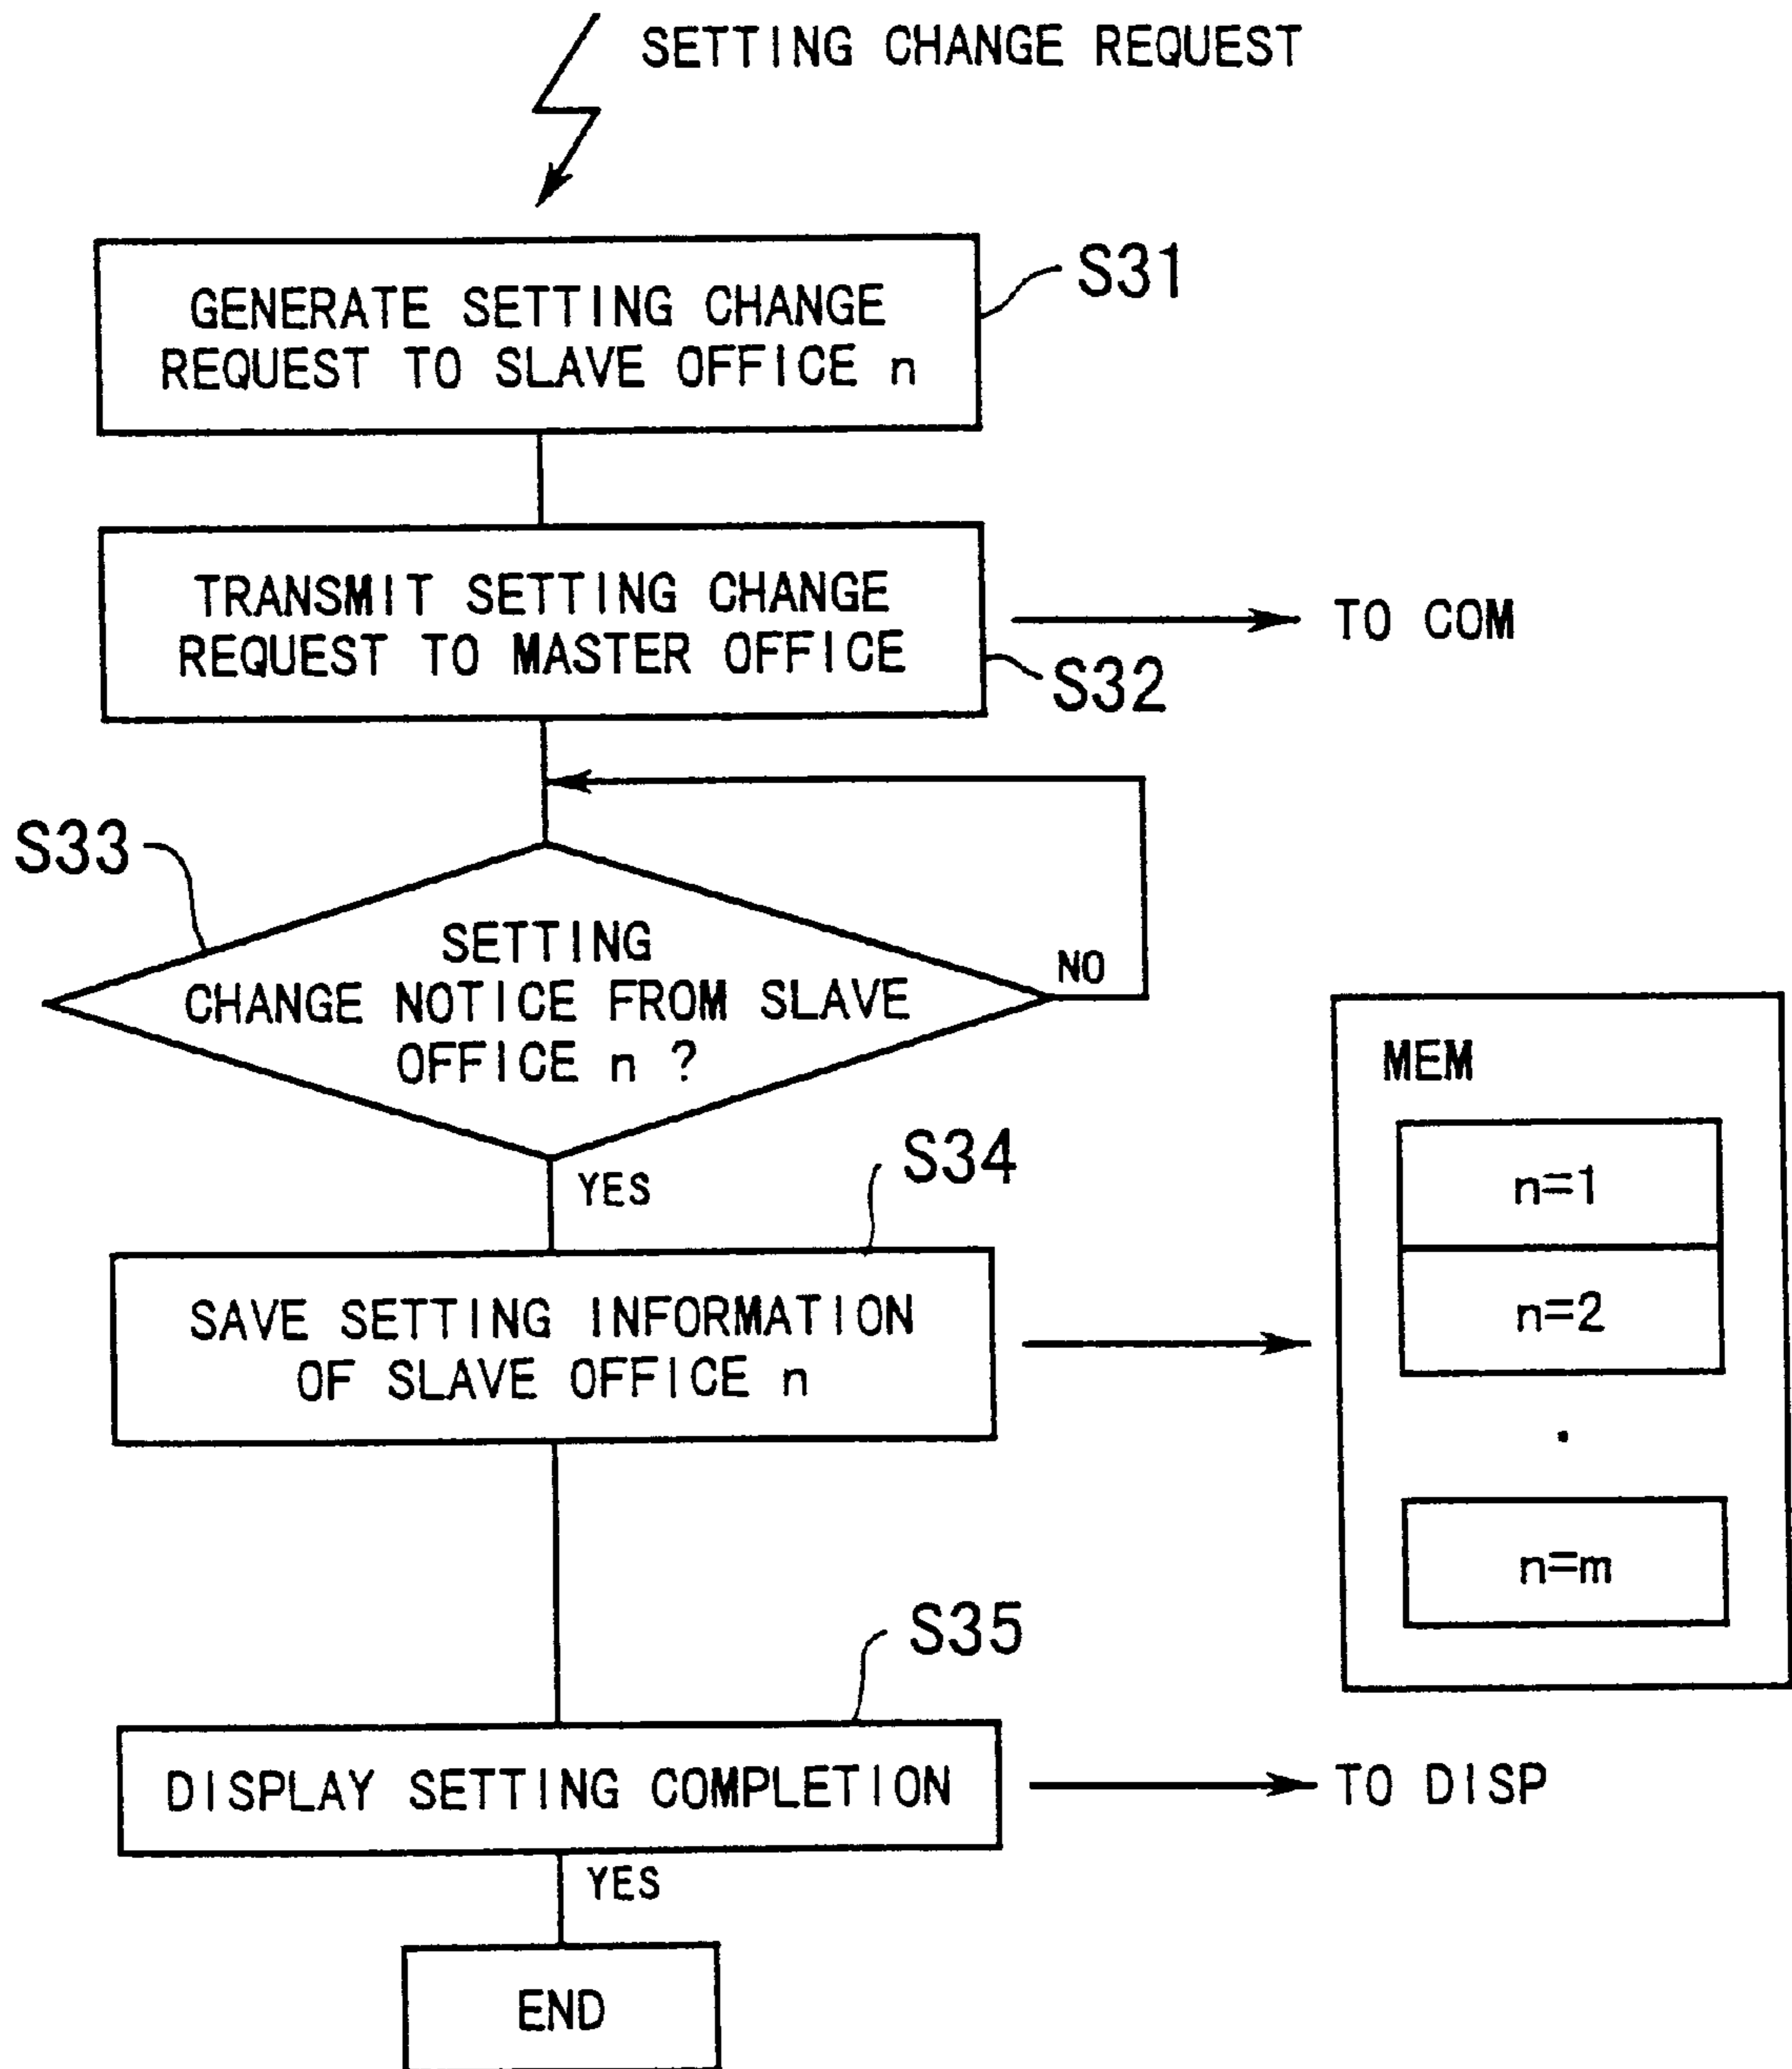 SETTING CHANGE REQUEST
S31
GENERATE SETTING CHANGE
REQUEST TO SLAVE OFFICE n
TRANSMIT SETTING CHANGE
REQUEST TO MASTER OFFICE
TO COM
S32
S33
SETTING
CHANGE NOTICE FROM SLAVE
OFFICE n ?
NO
YES
MEM
n=1
n=2
.
n=m
S34
SAVE SETTING INFORMATION
OF SLAVE OFFICE n
S35
DISPLAY SETTING COMPLETION
TO DISP
YES
END